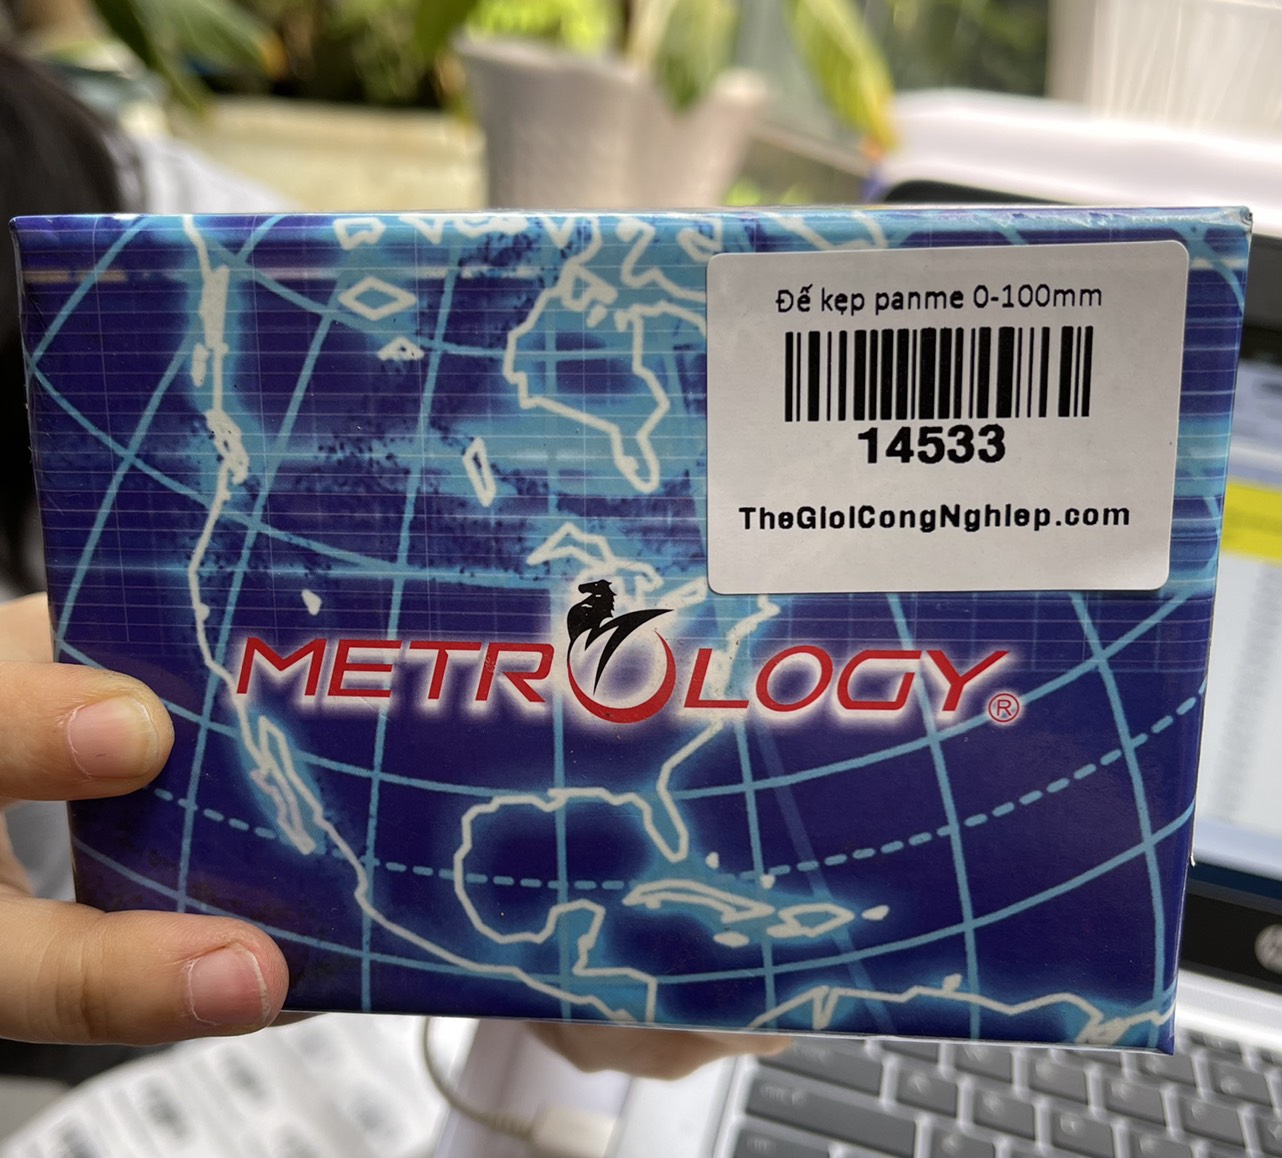 Đế kẹp panme 0-100mm
14533
TheGioiCongNghiep.com
METROLOGY®